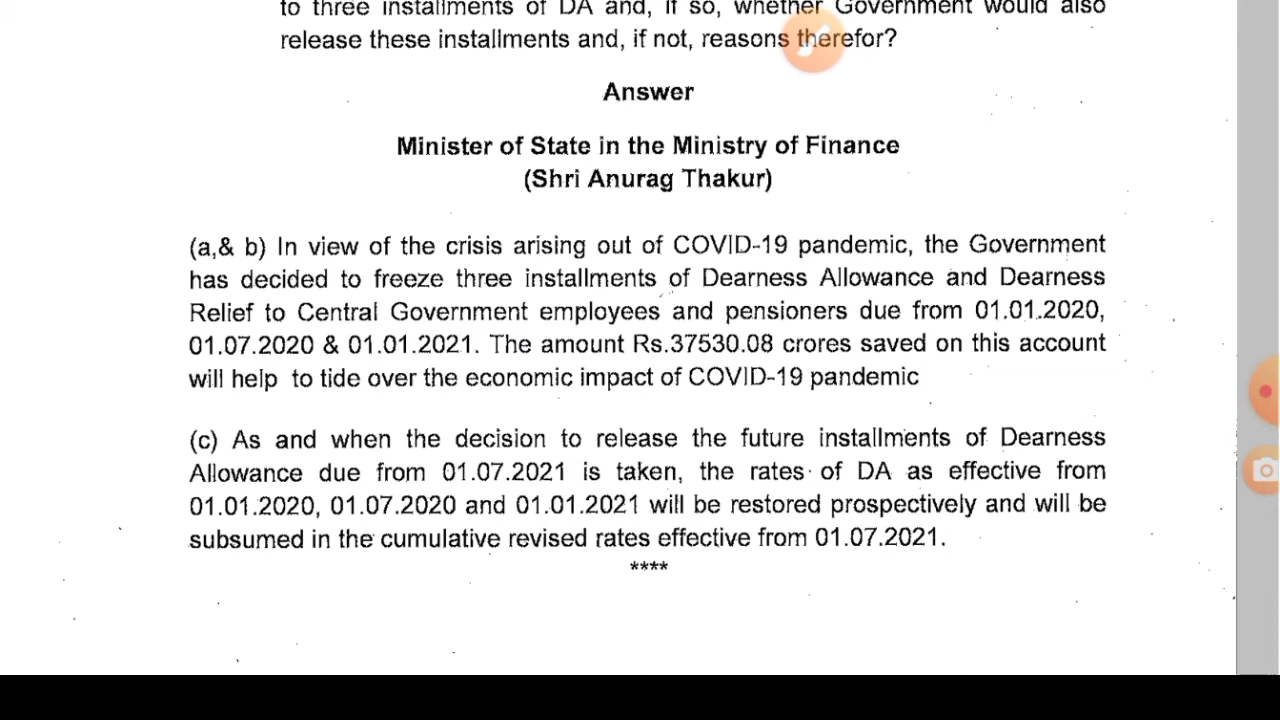 to three installments of DA and, if so, whether Government would also
release these installments and, if not, reasons therefor?
Answer
Minister of State in the Ministry of Finance
(Shri Anurag Thakur)
(a,& b) In view of the crisis arising out of COVID-19 pandemic, the Government
has decided to freeze three installments of Dearness Allowance and Dearness
Relief to Central Government employees and pensioners due from 01.01.2020,
01.07.2020 & 01.01.2021. The amount Rs.37530.08 crores saved on this account
will help to tide over the economic impact of COVID-19 pandemic
(c) As and when the decision to release the future installments of Dearness
Allowance due from 01.07.2021 is taken, the rates of DA as effective from
01.01.2020, 01.07.2020 and 01.01.2021 will be restored prospectively and will be
subsumed in the cumulative revised rates effective from 01.07.2021.
****